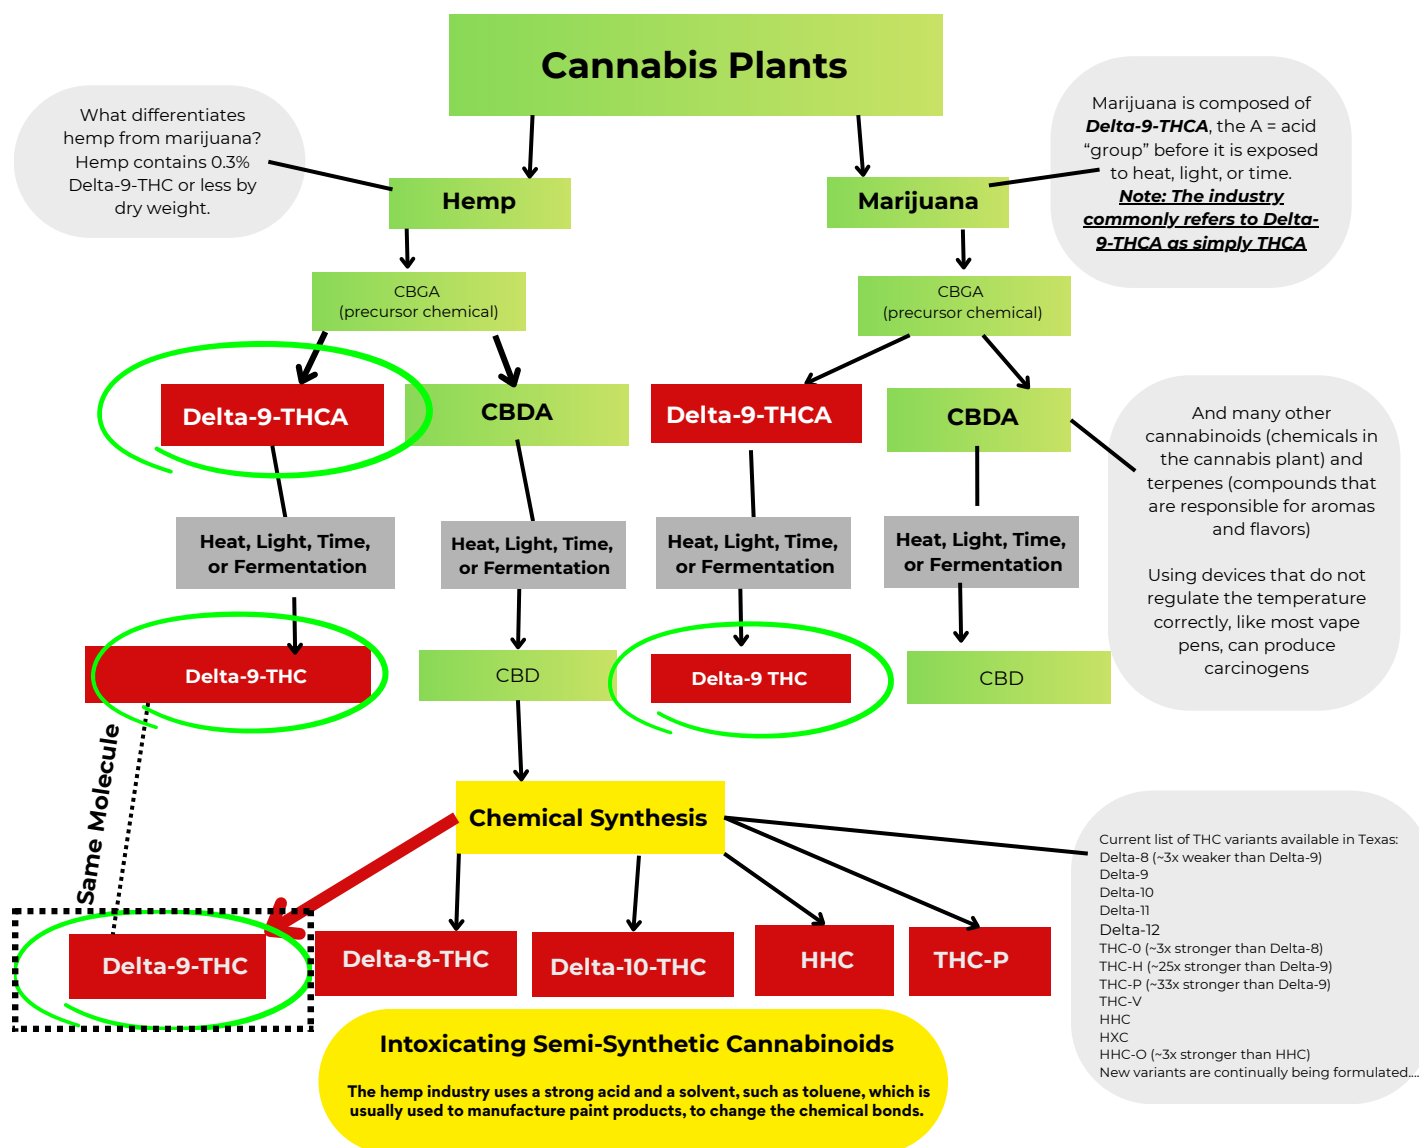 Cannabis Plants
What differentiates
hemp from marijuana?
Hemp contains 0.3%
Delta-9-THC or less by
dry weight.
Marijuana is composed of
Delta-9-THCA, the A = acid
“group” before it is exposed
to heat, light, or time.
Note: The industry
commonly refers to Delta-
9-THCA as simply THCA
Hemp
Marijuana
CBGA
(precursor chemical)
CBGA
(precursor chemical)
Delta-9-THCA
CBDA
Delta-9-THCA
CBDA
And many other
cannabinoids (chemicals in
the cannabis plant) and
terpenes (compounds that
are responsible for aromas
and flavors)
Using devices that do not
regulate the temperature
correctly, like most vape
pens, can produce
carcinogens
Heat, Light, Time,
or Fermentation
Heat, Light, Time,
or Fermentation
Heat, Light, Time,
or Fermentation
Heat, Light, Time,
or Fermentation
Delta-9-THC
CBD
Delta-9 THC
CBD
Same Molecule
Chemical Synthesis
Delta-9-THC
Delta-8-THC
Delta-10-THC
HHC
THC-P
Current list of THC variants available in Texas:
Delta-8 (~3x weaker than Delta-9)
Delta-9
Delta-10
Delta-11
Delta-12
THC-0 (~3x stronger than Delta-8)
THC-H (~25x stronger than Delta-9)
THC-P (~33x stronger than Delta-9)
THC-V
HHC
HXC
HHC-O (~3x stronger than HHC)
New variants are continually being formulated....
Intoxicating Semi-Synthetic Cannabinoids
The hemp industry uses a strong acid and a solvent, such as toluene, which is
usually used to manufacture paint products, to change the chemical bonds.